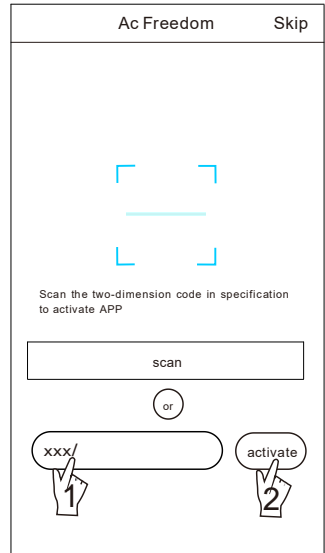 Ac Freedom Skip
Scan the two-dimension code in specification
to activate APP
scan
or
xxx/ activate
1 2